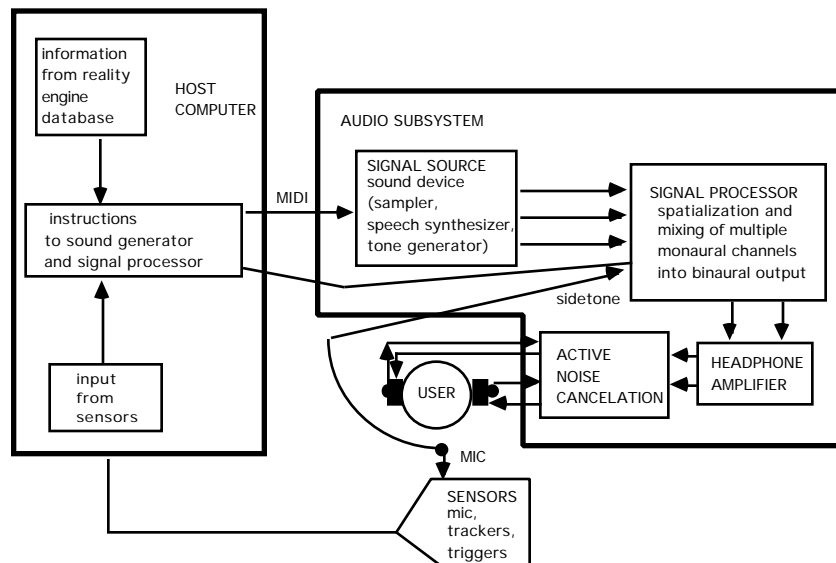 information
from reality
engine
database
HOST
COMPUTER
instructions
to sound generator
and signal processor
input
from
sensors
MIDI
AUDIO SUBSYSTEM
SIGNAL SOURCE
sound device
(sampler,
speech synthesizer,
tone generator)
SIGNAL PROCESSOR
spatialization and
mixing of multiple
monaural channels
into binaural output
sidetone
USER
ACTIVE
NOISE
CANCELATION
HEADPHONE
AMPLIFIER
MIC
SENSORS
mic,
trackers,
triggers